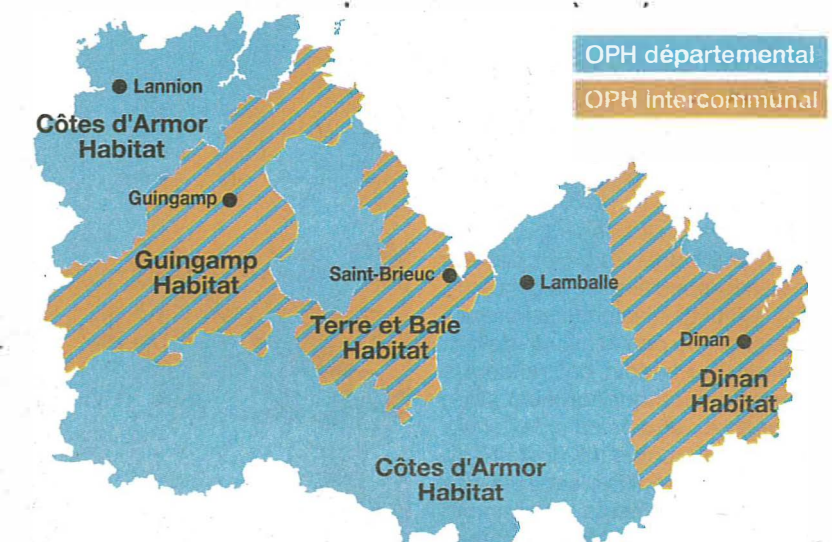 OPH départemental
OPH Intercommunal
Lannion
Côtes d'Armor
Habitat
Guingamp
Guingamp
Habitat
Saint-Brieuc
Lamballe
Terre et Baie
Habitat
Dinan
Dinan
Habitat
Côtes d'Armor
Habitat